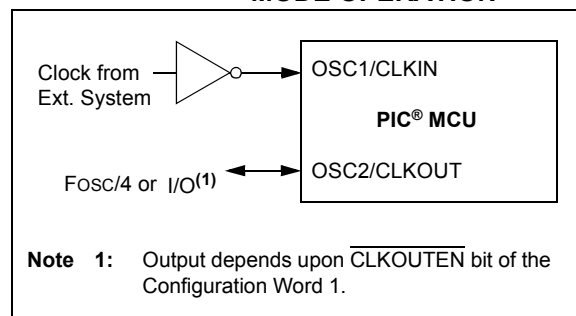 MODE OPERATION
Clock from
Ext. System
OSC1/CLKIN
PIC® MCU
FOSC/4 or I/O(1)
OSC2/CLKOUT
Note 1: Output depends upon CLKOUTEN bit of the
Configuration Word 1.